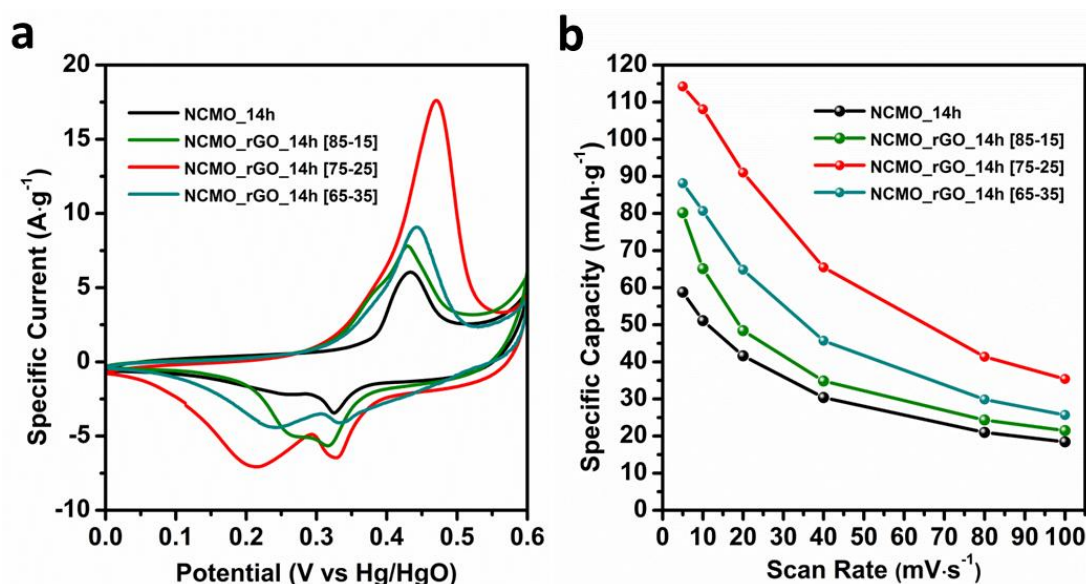 a
20
15
10
5
0
-5
-10
Specific Current (A·g⁻¹)
NCMO_14h
NCMO_rGO_14h [85-15]
NCMO_rGO_14h [75-25]
NCMO_rGO_14h [65-35]
0.0 0.1 0.2 0.3 0.4 0.5 0.6
Potential (V vs Hg/HgO)
b
120
110
100
90
80
70
60
50
40
30
20
10
0
Specific Capacity (mAh·g⁻¹)
NCMO_14h
NCMO_rGO_14h [85-15]
NCMO_rGO_14h [75-25]
NCMO_rGO_14h [65-35]
0 10 20 30 40 50 60 70 80 90 100
Scan Rate (mV·s⁻¹)